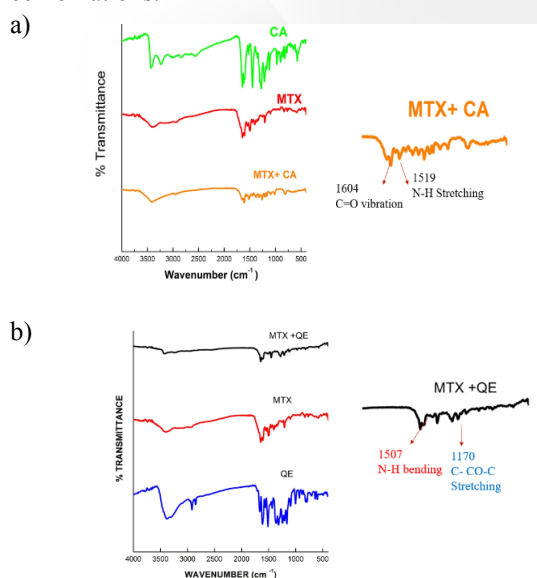 a)
CA
MTX
MTX+ CA
% Transmittance
4000 3500 3000 2500 2000 1500 1000 500
Wavenumber (cm⁻¹)
MTX+ CA
1604
C=O vibration
1519
N-H Stretching
b)
MTX +QE
MTX
QE
% TRANSMITTANCE
4000 3500 3000 2500 2000 1500 1000 500
WAVENUMBER (cm⁻¹)
MTX +QE
1507
N-H bending
1170
C- CO-C
Stretching